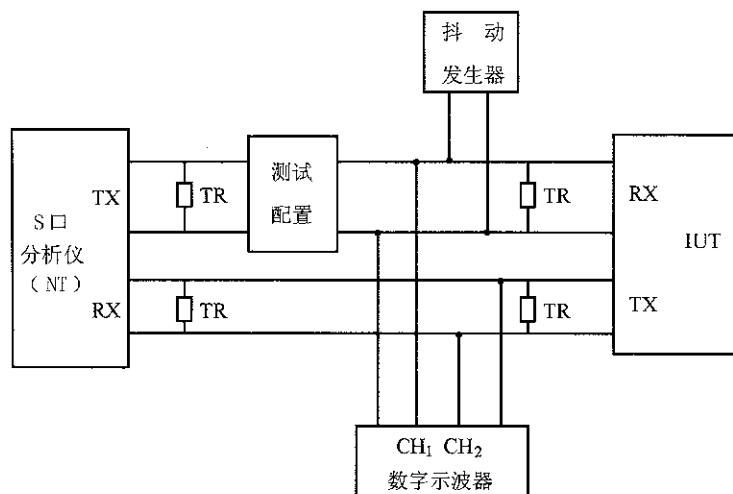 抖 动
发生器
测试
配置
TX
TR
TR
RX
S口
分析仪
（NT）
IUT
RX
TR
TR
TX
CH₁ CH₂
数字示波器